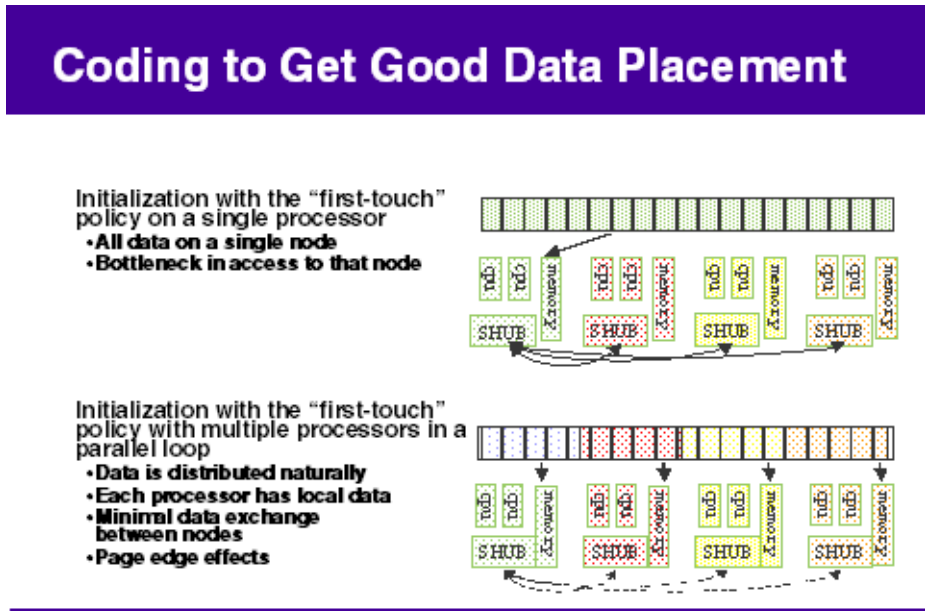 Coding to Get Good Data Placement
Initialization with the “first-touch”
policy on a single processor
•All data on a single node
•Bottleneck in access to that node
cpu cpu memory cpu cpu memory cpu cpu memory cpu cpu memory
SHUB SHUB SHUB SHUB
Initialization with the “first-touch”
policy with multiple processors in a
parallel loop
•Data is distributed naturally
•Each processor has local data
•Minimal data exchange
between nodes
•Page edge effects
cpu cpu memory cpu cpu memory cpu cpu memory cpu cpu memory
SHUB SHUB SHUB SHUB